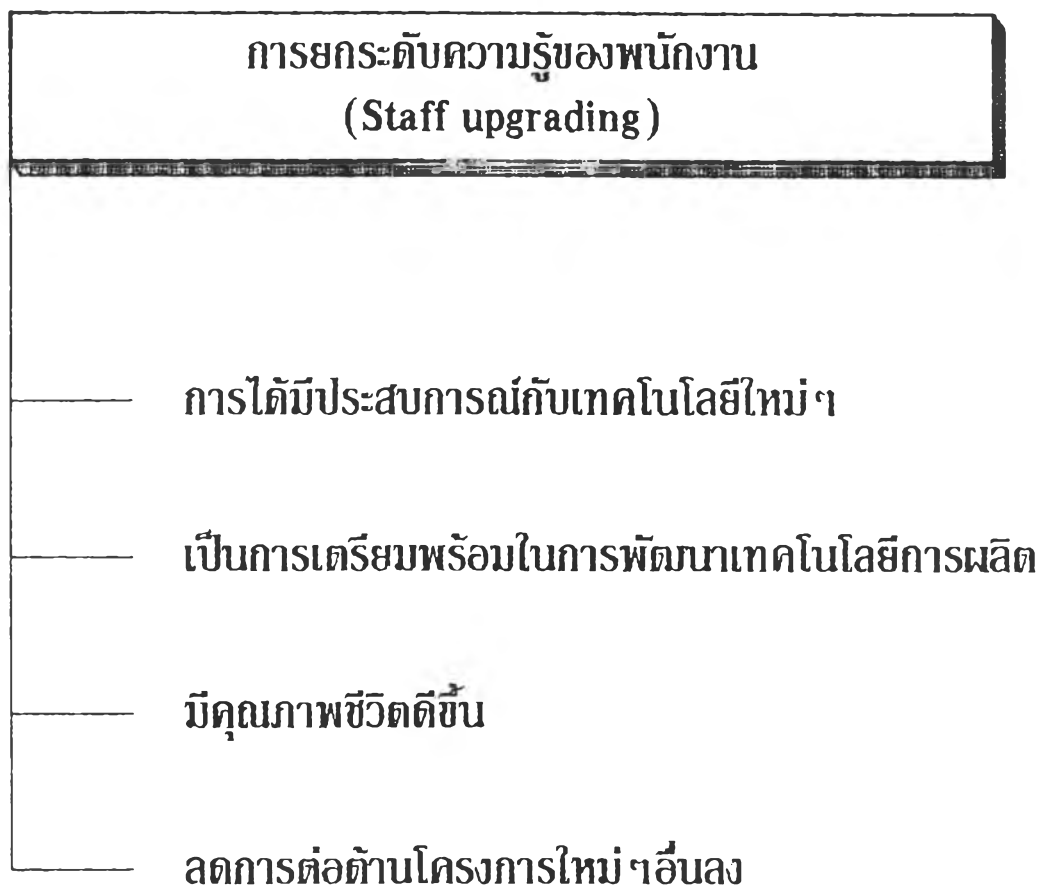 การยกระดับความรู้ของพนักงาน
(Staff upgrading)
การได้มีประสบการณ์กับเทคโนโลยีใหม่ๆ
เป็นการเตรียมพร้อมในการพัฒนาเทคโนโลยีการผลิต
มีคุณภาพชีวิตดีขึ้น
ลดการต่อต้านโครงการใหม่ๆอื่นลง